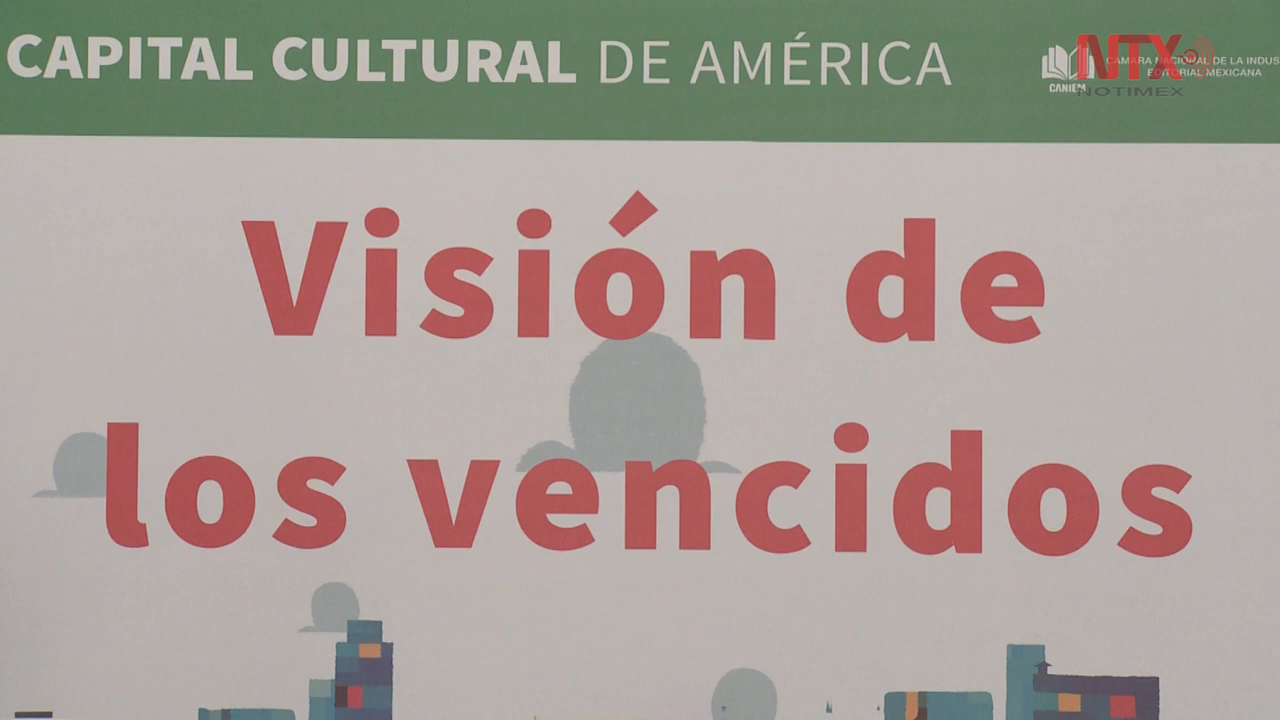 CAPITAL CULTURAL DE AMÉRICA
CANIEM
CÁMARA NACIONAL DE LA INDUS
EDITORIAL MEXICANA
NTX
NOTIMEX
Visión de
los vencidos